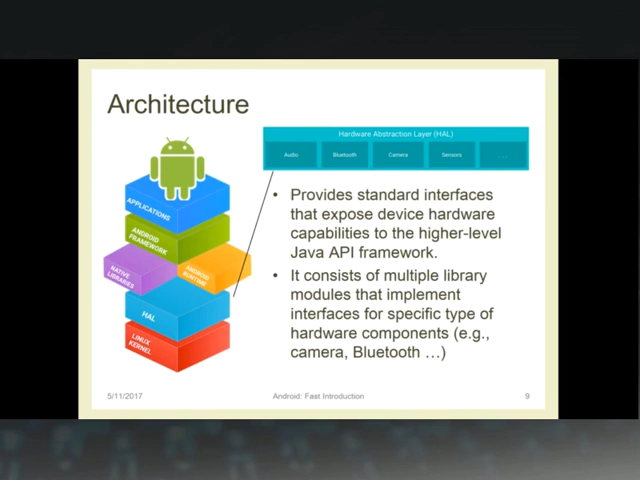 Architecture
Hardware Abstraction Layer (HAL)
Audio
Bluetooth
Camera
Sensors
...
APPLICATIONS
ANDROID
FRAMEWORK
NATIVE
LIBRARIES
ANDROID
RUNTIME
HAL
LINUX
KERNEL
• Provides standard interfaces
that expose device hardware
capabilities to the higher-level
Java API framework.
• It consists of multiple library
modules that implement
interfaces for specific type of
hardware components (e.g.,
camera, Bluetooth …)
5/11/2017
Android: Fast Introduction
9